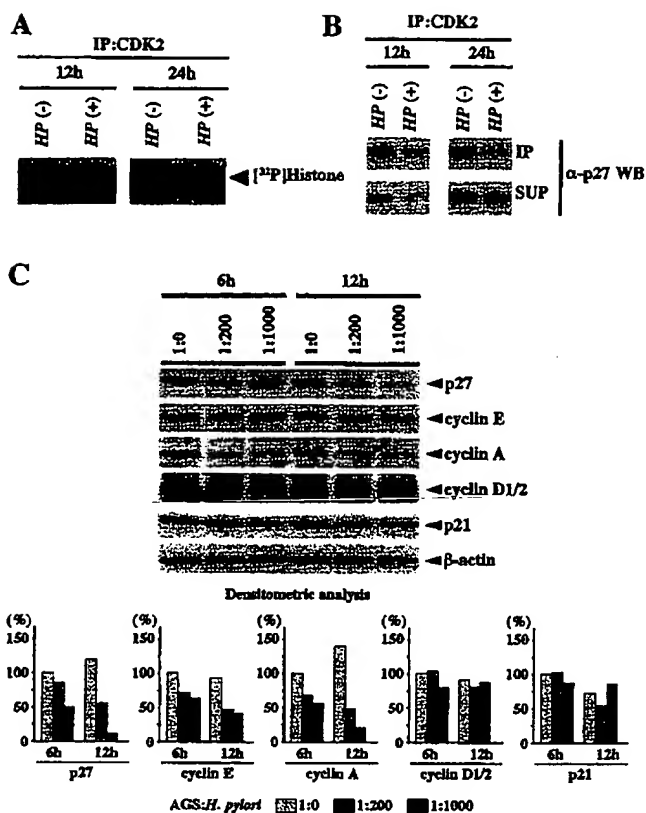 A
IP:CDK2
12h 24h
HP (-) HP (+) HP (-) HP (+)
[³²P]Histone
B
IP:CDK2
12h 24h
HP (-) HP (+) HP (-) HP (+)
IP
SUP
α-p27 WB
C
6h 12h
1:0 1:200 1:1000 1:0 1:200 1:1000
p27
cyclin E
cyclin A
cyclin D1/2
p21
β-actin
Densitometric analysis
(%) (%) (%) (%) (%)
150 150 150 150 150
100 100 100 100 100
50 50 50 50 50
0 0 0 0 0
6h 12h 6h 12h 6h 12h 6h 12h 6h 12h
p27 cyclin E cyclin A cyclin D1/2 p21
AGS:H. pylori 1:0 1:200 1:1000